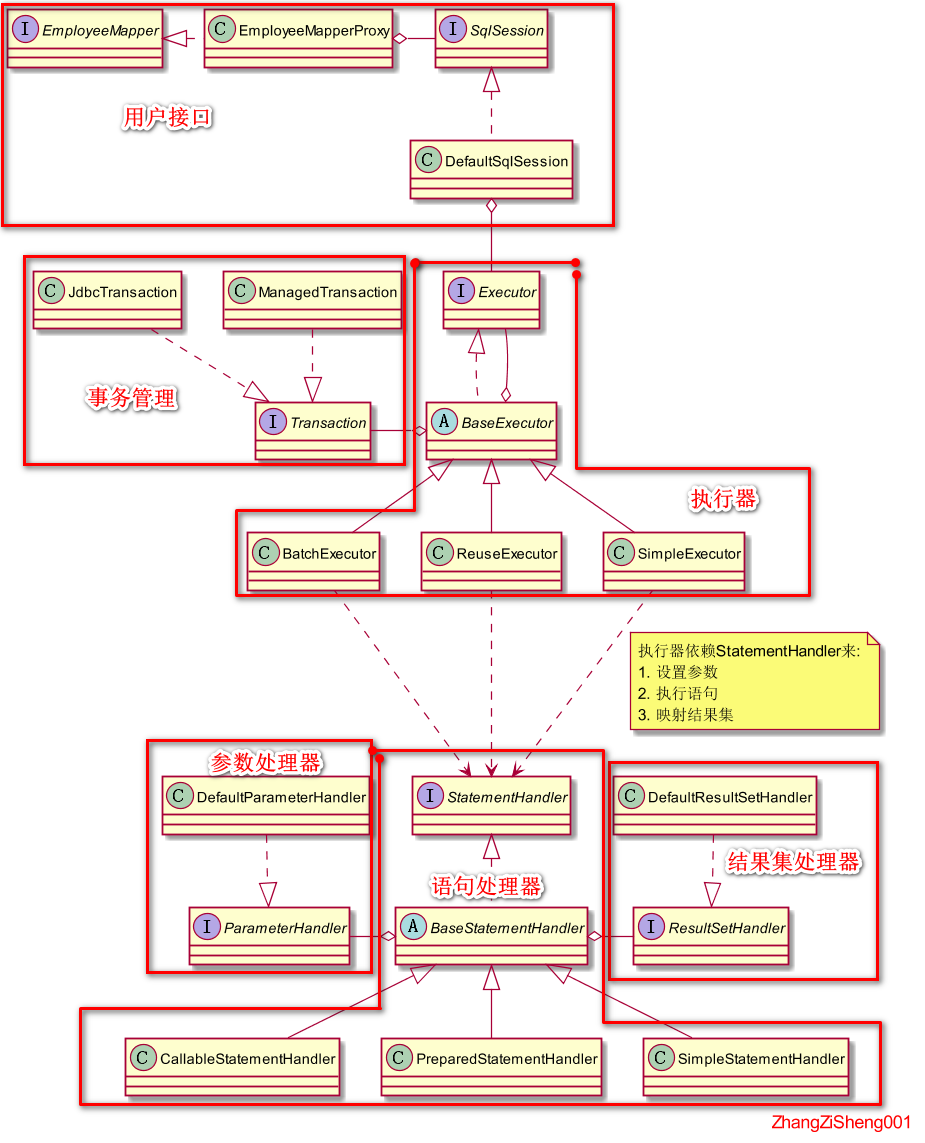 I EmployeeMapper
C EmployeeMapperProxy
I SqlSession
用户接口
C DefaultSqlSession
C JdbcTransaction
C ManagedTransaction
I Executor
事务管理
I Transaction
A BaseExecutor
执行器
C BatchExecutor
C ReuseExecutor
C SimpleExecutor
执行器依赖StatementHandler来:
1. 设置参数
2. 执行语句
3. 映射结果集
参数处理器
C DefaultParameterHandler
I StatementHandler
C DefaultResultSetHandler
结果集处理器
语句处理器
I ParameterHandler
A BaseStatementHandler
I ResultSetHandler
C CallableStatementHandler
C PreparedStatementHandler
C SimpleStatementHandler
ZhangZiSheng001